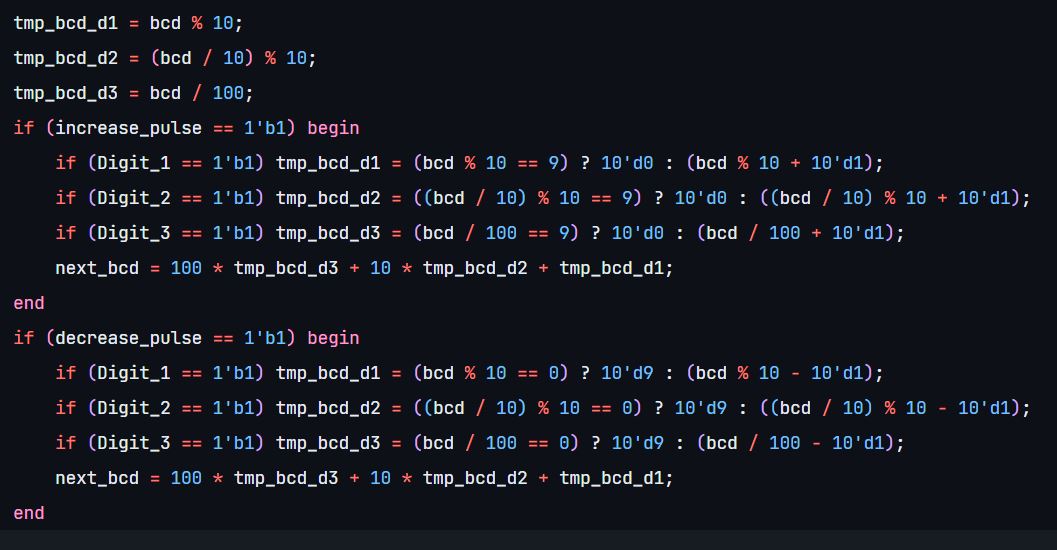 tmp_bcd_d1 = bcd % 10;
tmp_bcd_d2 = (bcd / 10) % 10;
tmp_bcd_d3 = bcd / 100;
if (increase_pulse == 1'b1) begin
    if (Digit_1 == 1'b1) tmp_bcd_d1 = (bcd % 10 == 9) ? 10'd0 : (bcd % 10 + 10'd1);
    if (Digit_2 == 1'b1) tmp_bcd_d2 = ((bcd / 10) % 10 == 9) ? 10'd0 : ((bcd / 10) % 10 + 10'd1);
    if (Digit_3 == 1'b1) tmp_bcd_d3 = (bcd / 100 == 9) ? 10'd0 : (bcd / 100 + 10'd1);
    next_bcd = 100 * tmp_bcd_d3 + 10 * tmp_bcd_d2 + tmp_bcd_d1;
end
if (decrease_pulse == 1'b1) begin
    if (Digit_1 == 1'b1) tmp_bcd_d1 = (bcd % 10 == 0) ? 10'd9 : (bcd % 10 - 10'd1);
    if (Digit_2 == 1'b1) tmp_bcd_d2 = ((bcd / 10) % 10 == 0) ? 10'd9 : ((bcd / 10) % 10 - 10'd1);
    if (Digit_3 == 1'b1) tmp_bcd_d3 = (bcd / 100 == 0) ? 10'd9 : (bcd / 100 - 10'd1);
    next_bcd = 100 * tmp_bcd_d3 + 10 * tmp_bcd_d2 + tmp_bcd_d1;
end